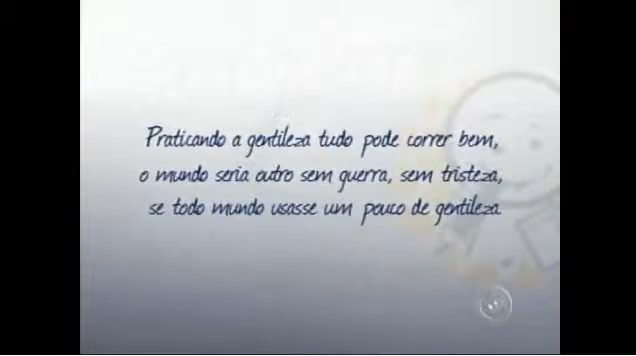 Praticando a gentileza tudo pode correr bem,
o mundo seria outro sem guerra, sem tristeza,
se todo mundo usasse um pouco de gentileza